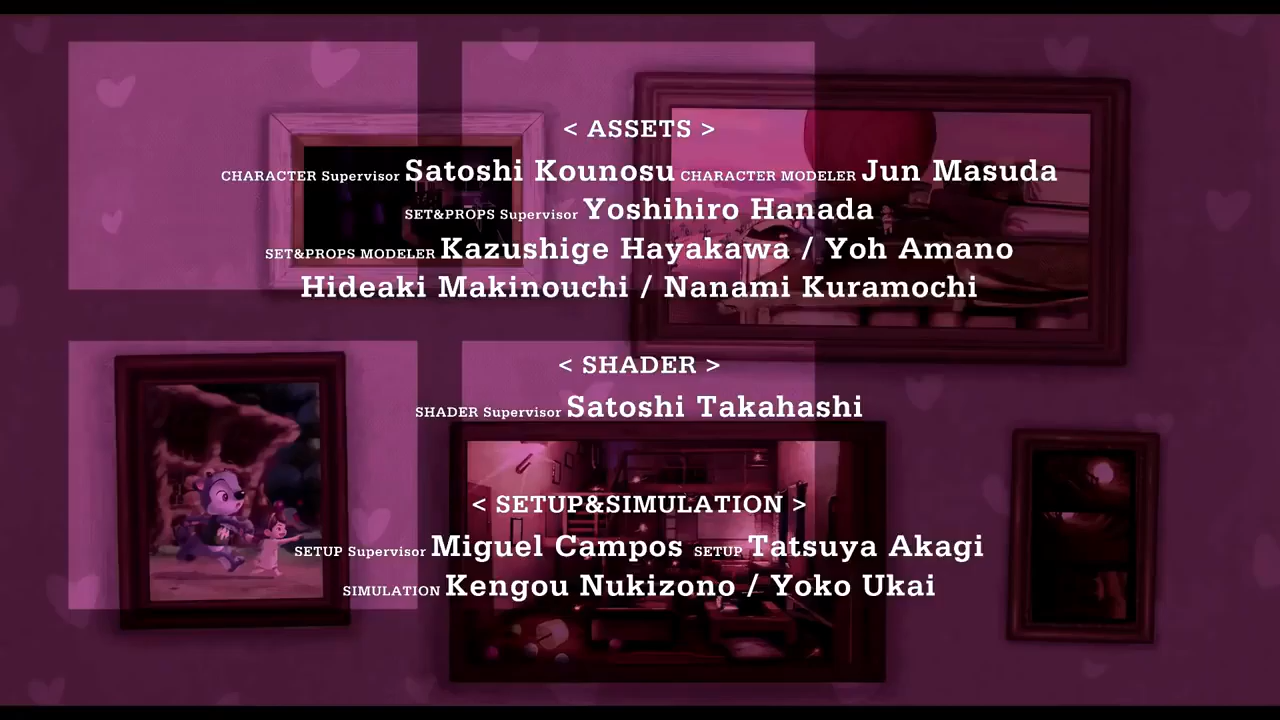 < ASSETS >
CHARACTER Supervisor Satoshi Kounosu CHARACTER MODELER Jun Masuda
SET&PROPS Supervisor Yoshihiro Hanada
SET&PROPS MODELER Kazushige Hayakawa / Yoh Amano
Hideaki Makinouchi / Nanami Kuramochi
< SHADER >
SHADER Supervisor Satoshi Takahashi
< SETUP&SIMULATION >
SETUP Supervisor Miguel Campos SETUP Tatsuya Akagi
SIMULATION Kengou Nukizono / Yoko Ukai